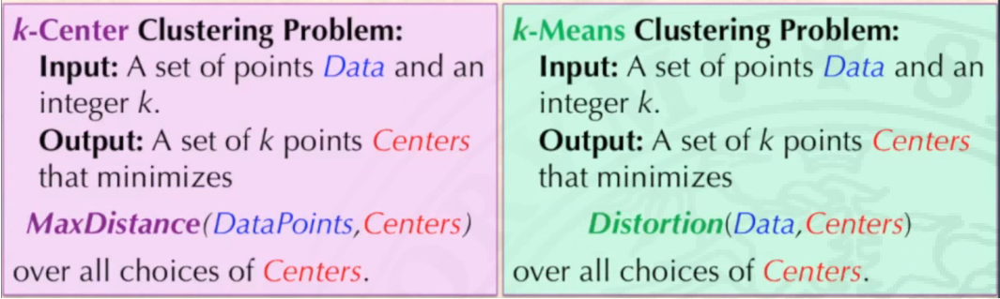 k-Center Clustering Problem:
Input: A set of points Data and an
integer k.
Output: A set of k points Centers
that minimizes
MaxDistance(DataPoints,Centers)
over all choices of Centers.
k-Means Clustering Problem:
Input: A set of points Data and an
integer k.
Output: A set of k points Centers
that minimizes
Distortion(Data,Centers)
over all choices of Centers.